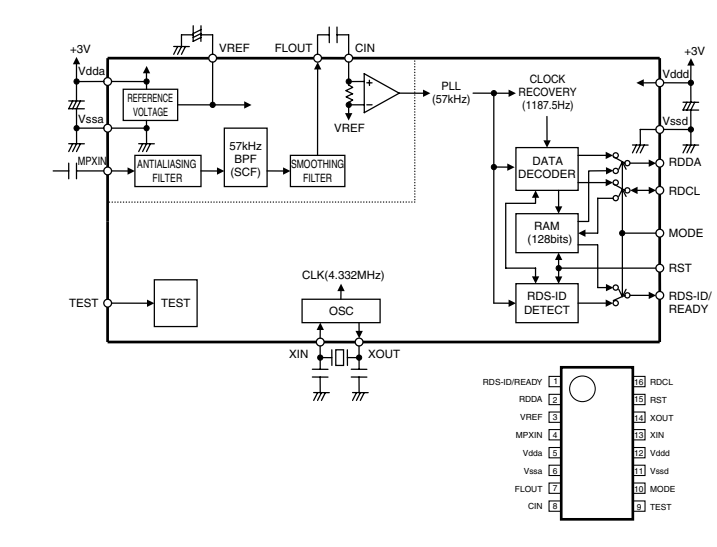 +3V
VREF
FLOUT
CIN
+3V
Vdda
Vddd
REFERENCE
VOLTAGE
+
–
VREF
PLL
(57kHz)
CLOCK
RECOVERY
(1187.5Hz)
Vssa
Vssd
MPXIN
ANTIALIASING
FILTER
57kHz
BPF
(SCF)
SMOOTHING
FILTER
DATA
DECODER
RDDA
RDCL
RAM
(128bits)
MODE
RST
CLK(4.332MHz)
TEST
TEST
OSC
RDS-ID
DETECT
RDS-ID/
READY
XIN
XOUT
RDS-ID/READY 1
16 RDCL
RDDA 2
15 RST
VREF 3
14 XOUT
MPXIN 4
13 XIN
Vdda 5
12 Vddd
Vssa 6
11 Vssd
FLOUT 7
10 MODE
CIN 8
9 TEST